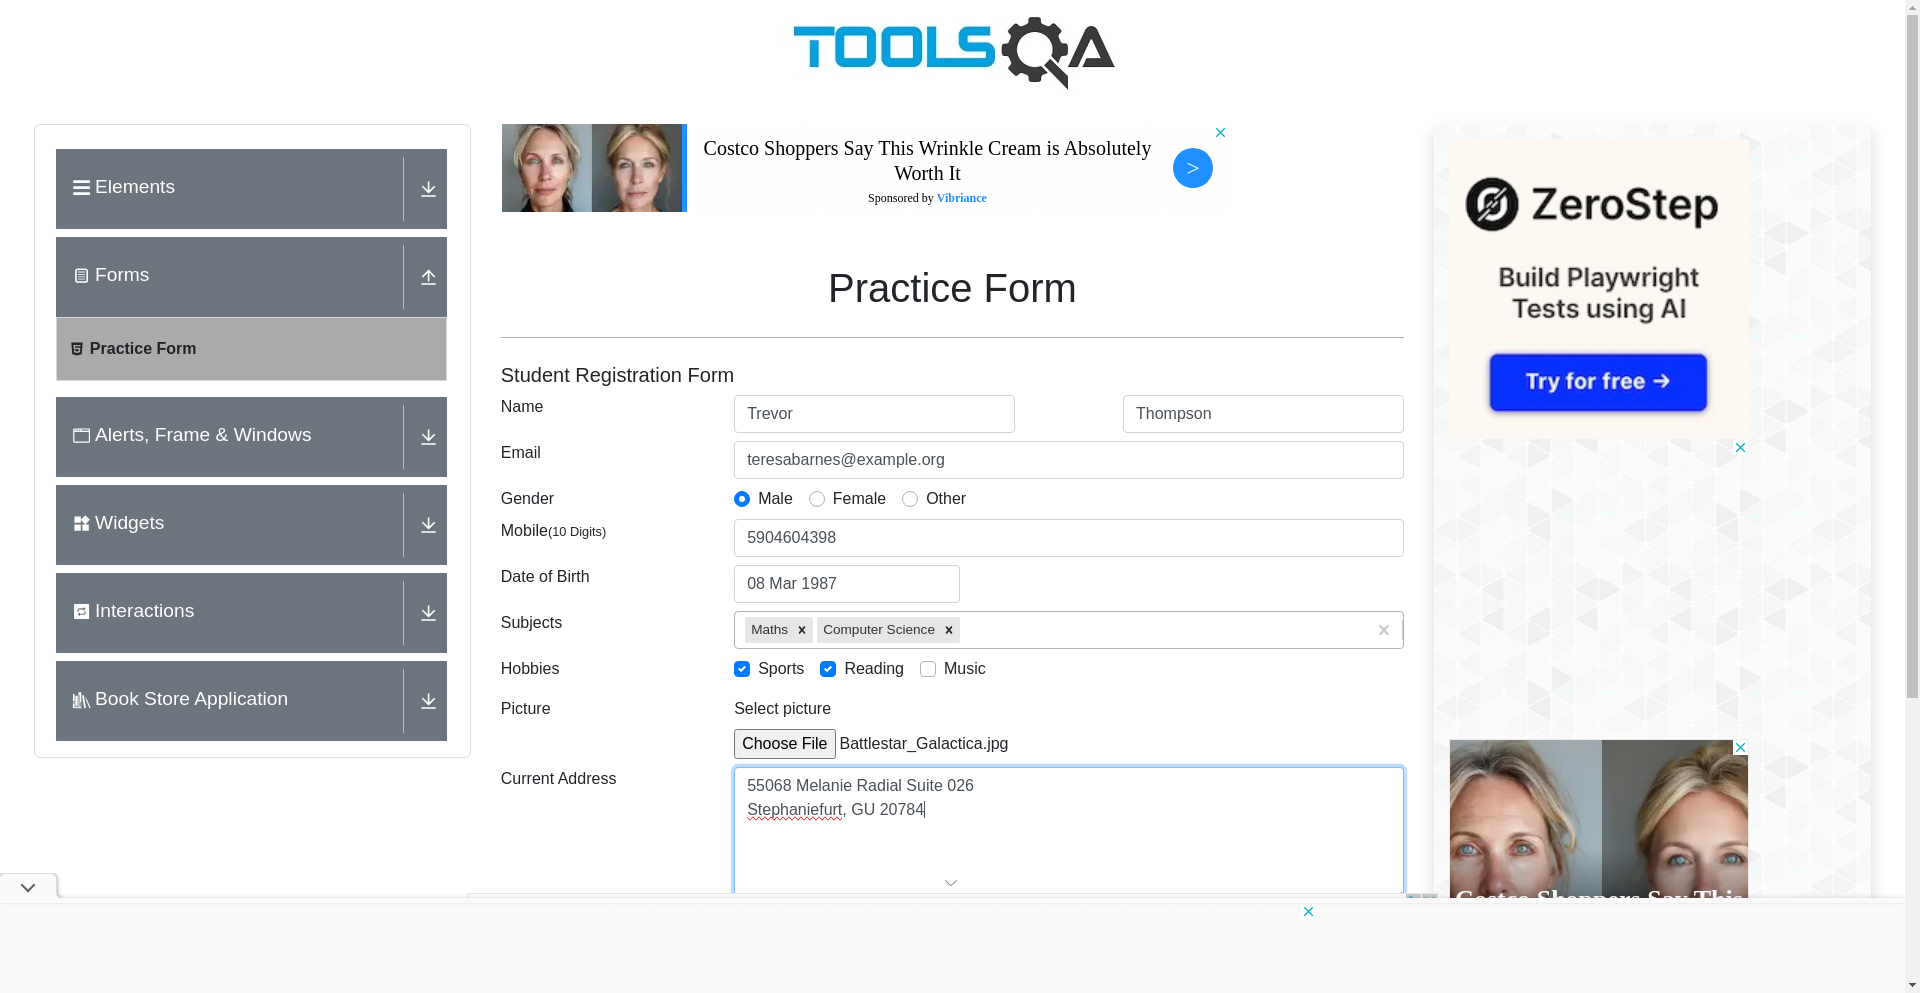 TOOLSQA
Elements
Forms
Practice Form
Alerts, Frame & Windows
Widgets
Interactions
Book Store Application
Costco Shoppers Say This Wrinkle Cream is Absolutely
Worth It
Sponsored by Vibriance
>
Practice Form
Student Registration Form
Name
Trevor
Thompson
Email
teresabarnes@example.org
Gender
Male
Female
Other
Mobile(10 Digits)
5904604398
Date of Birth
08 Mar 1987
Subjects
Maths
Computer Science
Hobbies
Sports
Reading
Music
Picture
Select picture
Choose File
Battlestar_Galactica.jpg
Current Address
55068 Melanie Radial Suite 026
Stephaniefurt, GU 20784
ZeroStep
Build Playwright
Tests using AI
Try for free →
Costco Shoppers Say This